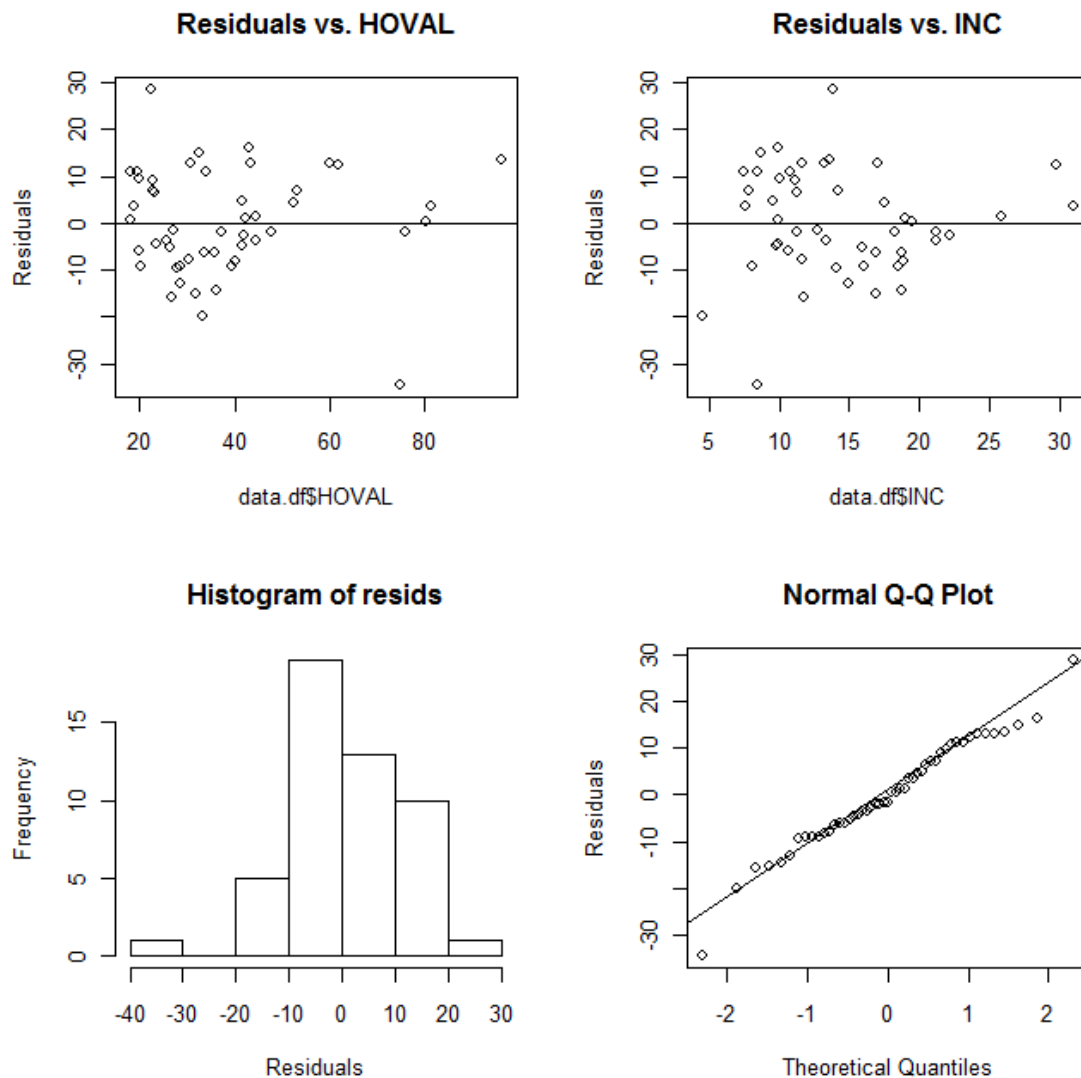 Residuals vs. HOVAL
Residuals
30
20
10
0
-10
-30
20 40 60 80
data.df$HOVAL
Residuals vs. INC
Residuals
30
20
10
0
-10
-30
5 10 15 20 25 30
data.df$INC
Histogram of resids
Frequency
15
5
0
-40 -30 -20 -10 0 10 20 30
Residuals
Normal Q-Q Plot
Residuals
30
20
10
0
-10
-30
-2 -1 0 1 2
Theoretical Quantiles